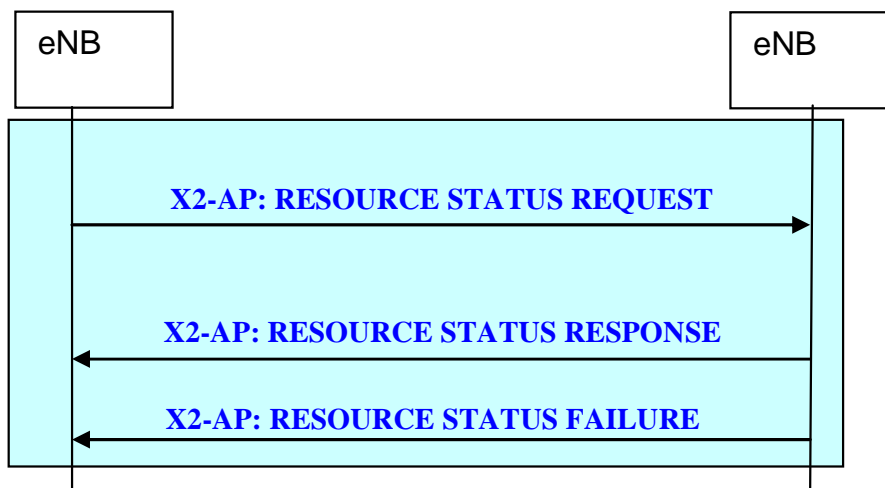 eNB
eNB
X2-AP: RESOURCE STATUS REQUEST
X2-AP: RESOURCE STATUS RESPONSE
X2-AP: RESOURCE STATUS FAILURE